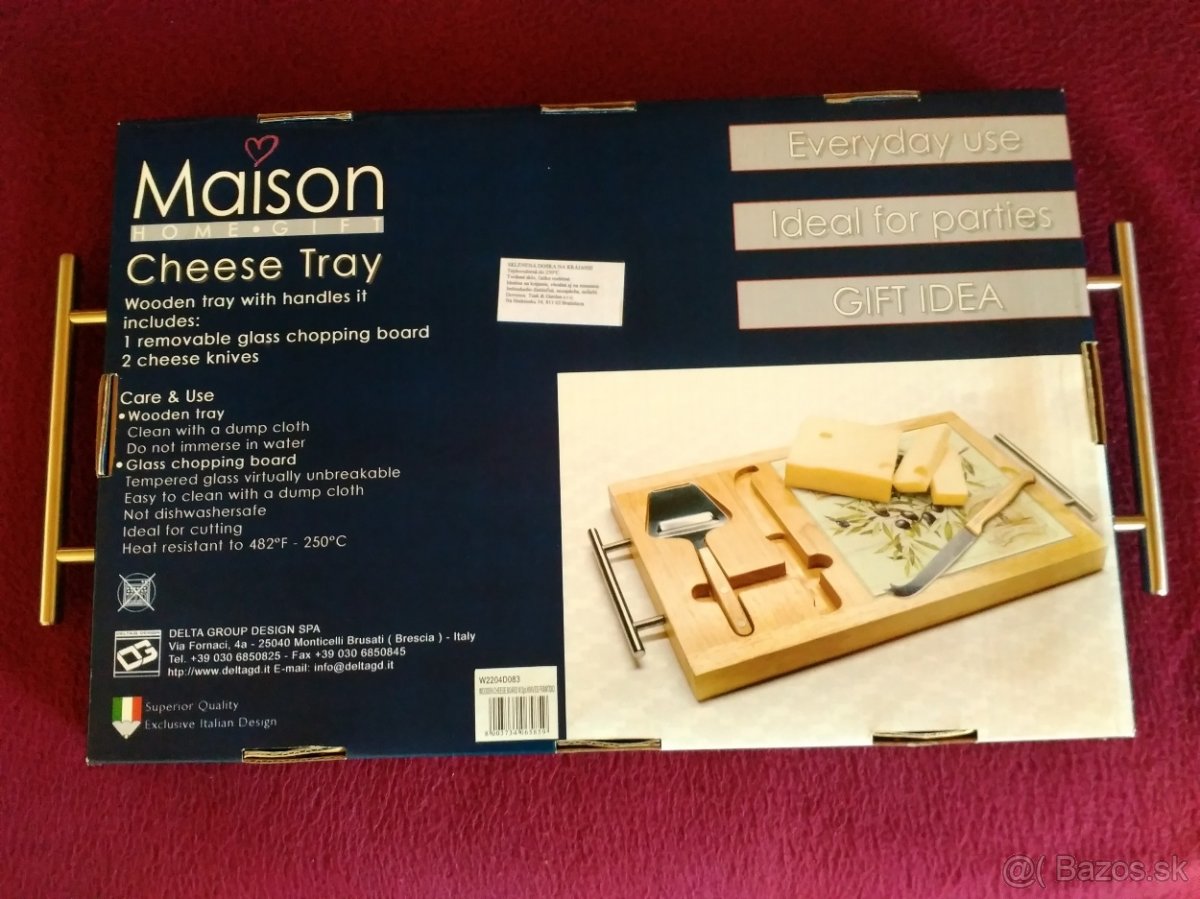 Maison
HOME•GIFT
Cheese Tray
Wooden tray with handles it
includes:
1 removable glass chopping board
2 cheese knives
Care & Use
•Wooden tray
Clean with a dump cloth
Do not immerse in water
•Glass chopping board
Tempered glass virtually unbreakable
Easy to clean with a dump cloth
Not dishwashersafe
Ideal for cutting
Heat resistant to 482°F - 250°C
DELTA GROUP DESIGN SPA
Via Fornaci, 4a - 25040 Monticelli Brusati ( Brescia ) - Italy
Tel. +39 030 6850825 - Fax +39 030 6850845
http://www.deltagd.it E-mail: info@deltagd.it
DG
Superior Quality
Exclusive Italian Design
SKLENENÁ DOSKA NA KRÁJANIE
Everyday use
Ideal for parties
GIFT IDEA
W2204D083
@( Bazos.sk